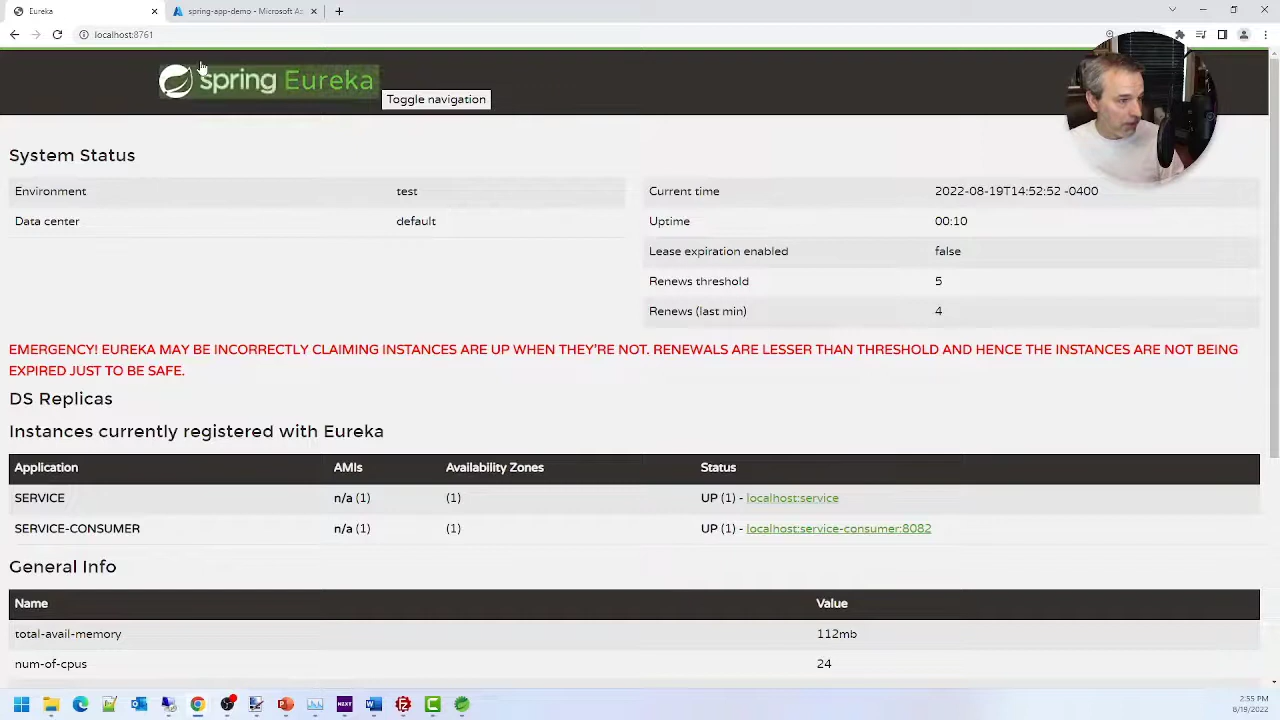 Eureka
spring-app-demo - Microsoft Az
localhost:8761
spring Eureka
Toggle navigation
System Status
Environment test
Data center default
Current time 2022-08-19T14:52:52 -0400
Uptime 00:10
Lease expiration enabled false
Renews threshold 5
Renews (last min) 4
EMERGENCY! EUREKA MAY BE INCORRECTLY CLAIMING INSTANCES ARE UP WHEN THEY'RE NOT. RENEWALS ARE LESSER THAN THRESHOLD AND HENCE THE INSTANCES ARE NOT BEING
EXPIRED JUST TO BE SAFE.
DS Replicas
Instances currently registered with Eureka
Application AMIs Availability Zones Status
SERVICE n/a (1) (1) UP (1) - localhost:service
SERVICE-CONSUMER n/a (1) (1) UP (1) - localhost:service-consumer:8082
General Info
Name Value
total-avail-memory 112mb
num-of-cpus 24
NEXT
2:55 PM
8/19/2022